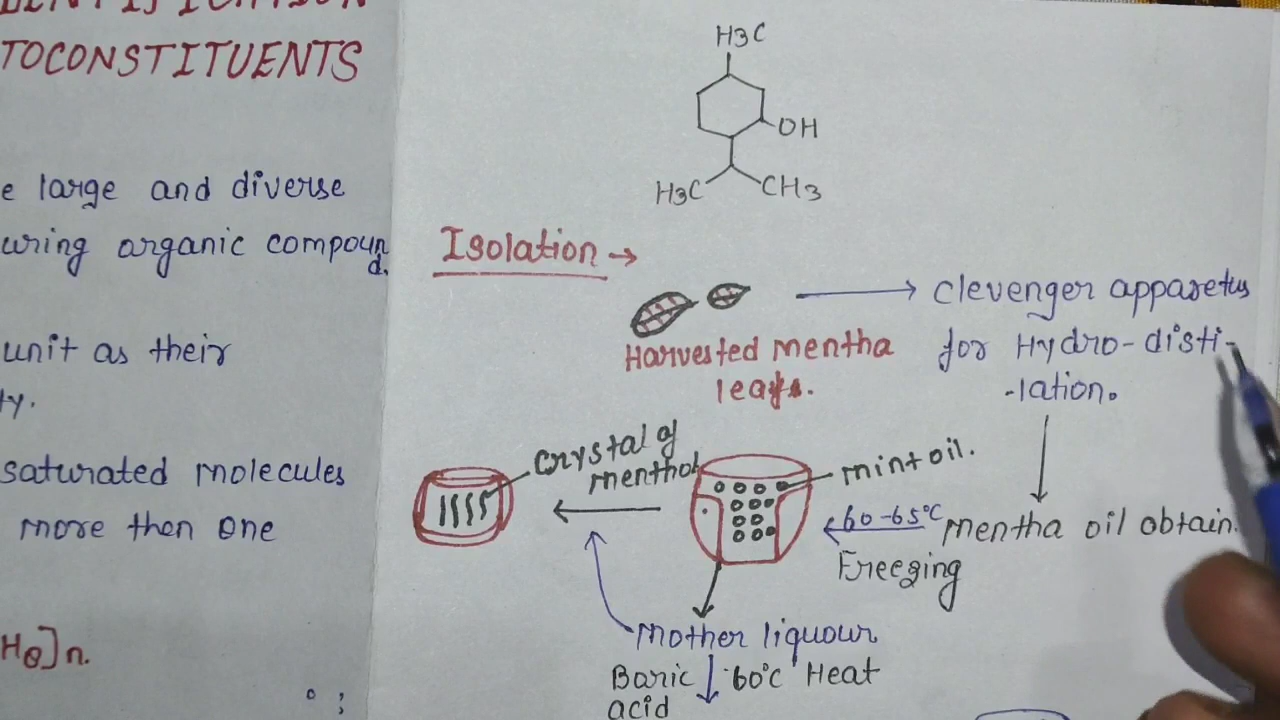 TOCONSTITUENTS
e large and diverse
uring organic compoun
d.
unit as their
ty.
saturated molecules
more then one
H8]n.
H3C
OH
H3C
CH3
Isolation →
Harvested mentha
leafs.
Clevenger apparetus
for Hydro-disti-
-lation.
mentha oil obtain.
60-65°C
Freezing
mint oil.
Crystal of
menthol
Mother liquour
Baric 60°C Heat
acid